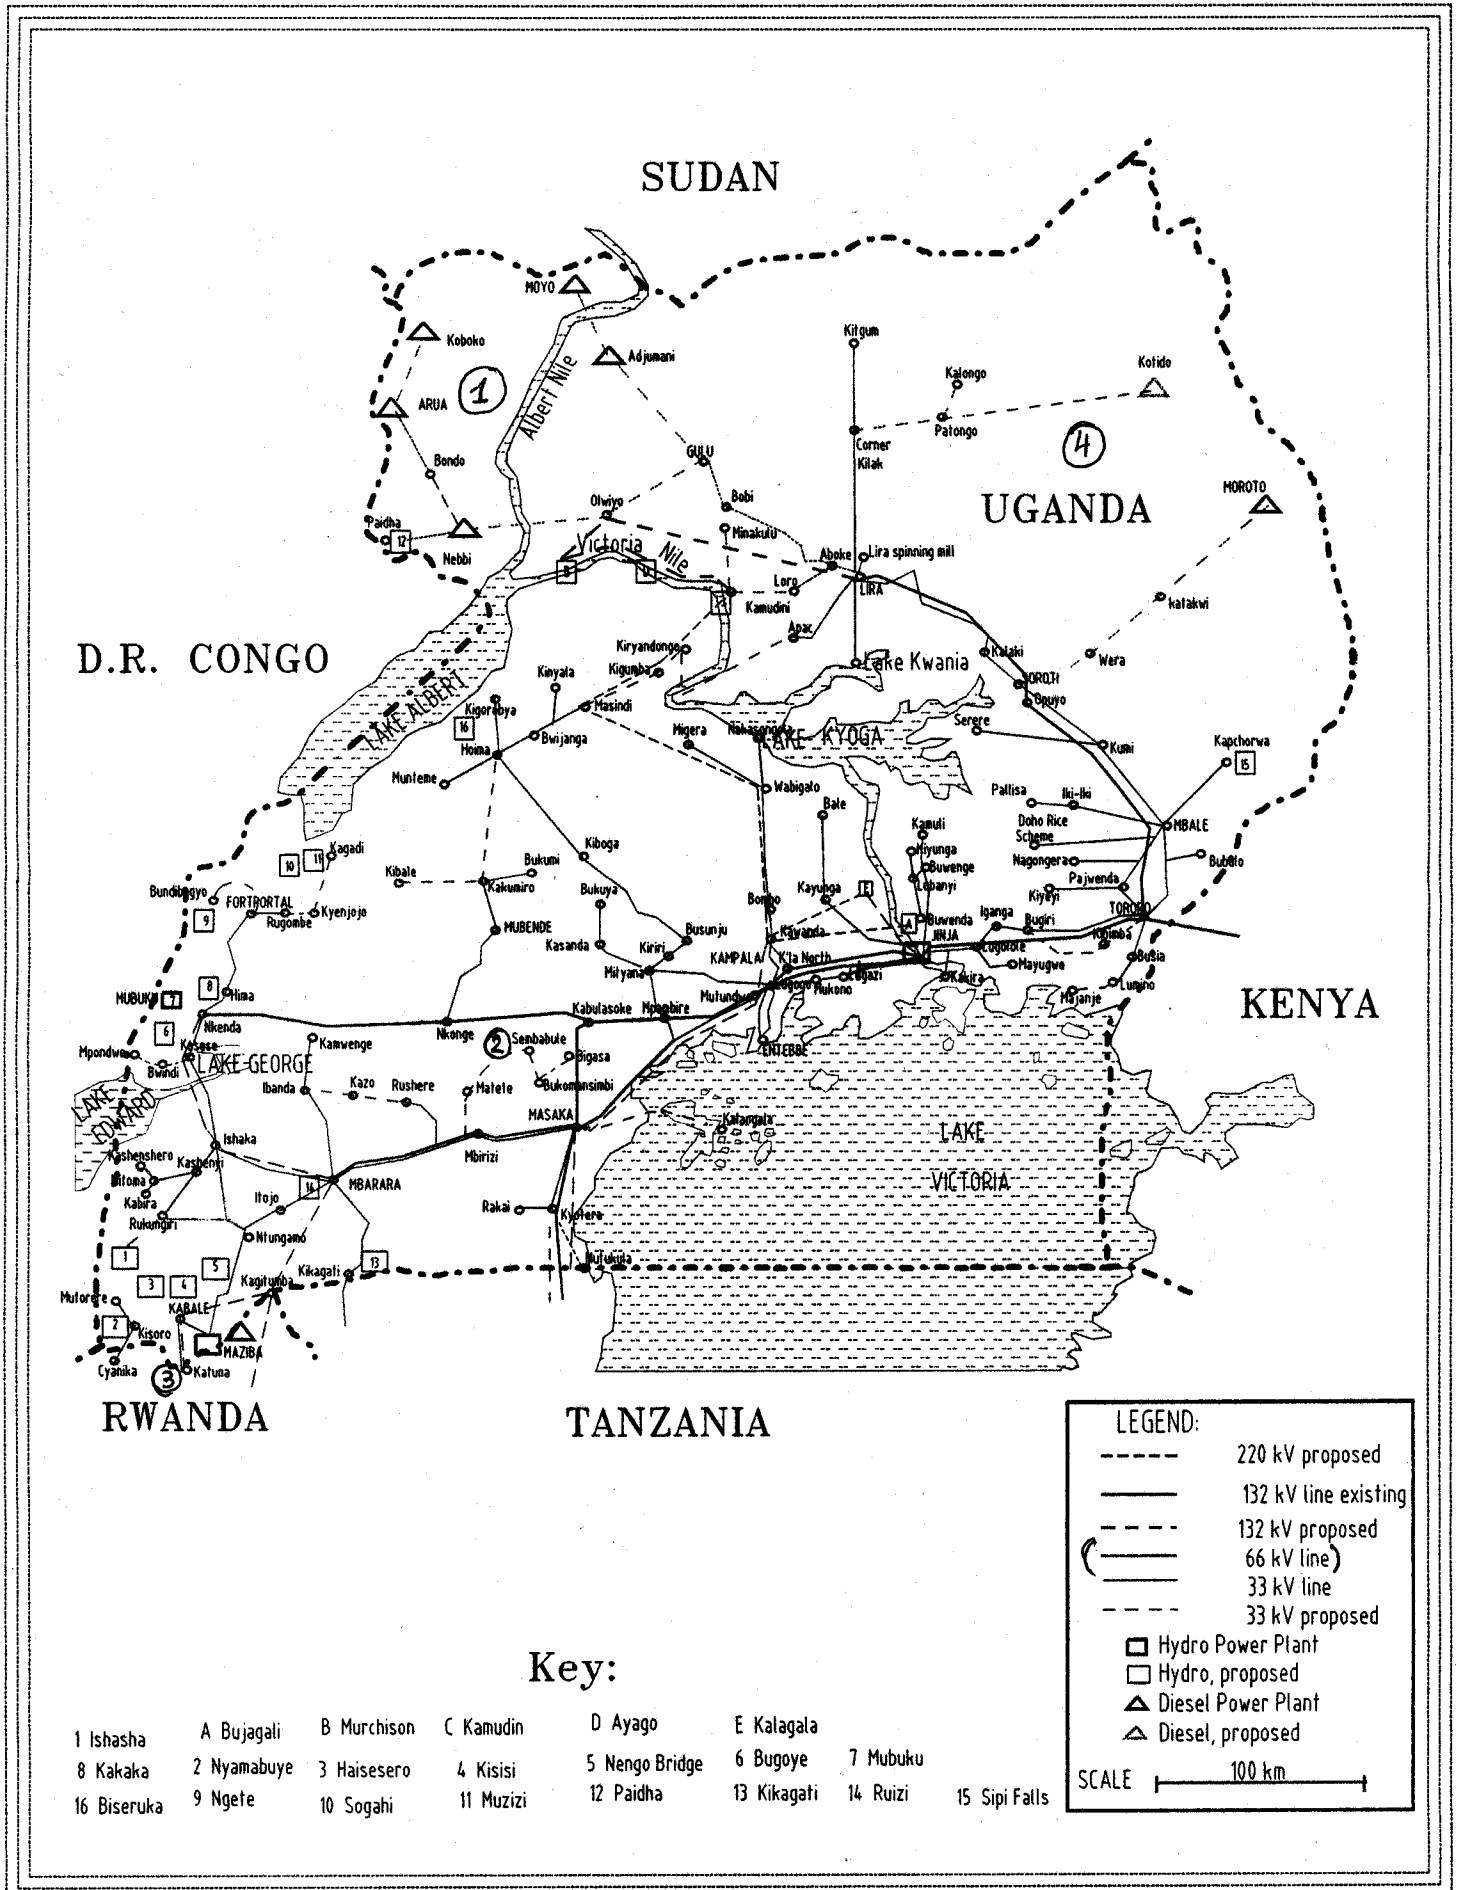 SUDAN
MOYO
Koboko
Adjumani
Kitgum
Kotido
Kalongo
1
Albert Nile
ARUA
Patongo
Corner
Kilak
4
GULU
Bondo
MOROTO
Bobi
Olwiyo
UGANDA
Paidha
12
Minakulu
Nebbi
Victoria
Nile
Aboke
Lira spinning mill
B
Loro
LIRA
Kamudini
katakwi
Apac
D.R. CONGO
Kiryandongo
Kigumba
Lake Kwania
Kalaki
Wera
SOROTI
Kinyala
LAKE ALBERT
Kigorobya
Masindi
Opuyo
16
Migera
Nakasongola
LAKE KYOGA
Serere
Bwijanga
Hoima
Kumi
Kapchorwa
15
Munteme
Wabigalo
Pallisa
Iki-Iki
Bale
Doho Rice
Scheme
MBALE
Kamuli
Kiboga
Kagadi
11
10
Kiyunga
Nagongera
Bubulo
Buwenge
Kibale
Bukumi
Lobanyi
Pajwenda
Kakumiro
Bukuya
Kayunga
E
Kiyeyi
Bundibugyo
FORTPORTAL
9
Rugombe
Kyenjojo
Bombo
TORORO
Buwenda
Iganga
Bugiri
A
MUBENDE
Busunju
Kawanda
JINJA
Kasanda
Kiriri
KAMPALA
K'la North
Lugolole
Busia
Mityana
Lugazi
Mayugwe
Lugogo
Mukono
Kakira
Lumino
8
Hima
Mutundwe
Majanje
MUBUKU
7
KENYA
Nkenda
Kabulasoke
Mpambire
6
Nkonge
2
Sembabule
Kamwenge
ENTEBBE
Mpondwe
Kasese
Bigasa
Bwindi
LAKE GEORGE
Ibanda
Kazo
Rushere
Matete
Bukomansimbi
LAKE
EDWARD
MASAKA
Kalangala
LAKE
Ishaka
Mbirizi
Kashenshero
Kashenyi
Kitoma
14
MBARARA
VICTORIA
Kabira
Itojo
Rakai
Kyotera
Rukungiri
Ntungamo
1
5
13
Mutukula
Kikagati
3
4
Kagitumba
Mutorere
KABALE
2
Kisoro
MAZIBA
Cyanika
3
Katuna
RWANDA
TANZANIA
LEGEND:
220 kV proposed
132 kV line existing
132 kV proposed
( 66 kV line)
33 kV line
33 kV proposed
Hydro Power Plant
Hydro, proposed
Diesel Power Plant
Diesel, proposed
SCALE 100 km
Key:
1 Ishasha A Bujagali B Murchison C Kamudin D Ayago E Kalagala
8 Kakaka 2 Nyamabuye 3 Haisesero 4 Kisisi 5 Nengo Bridge 6 Bugoye 7 Mubuku
16 Biseruka 9 Ngete 10 Sogahi 11 Muzizi 12 Paidha 13 Kikagati 14 Ruizi 15 Sipi Falls